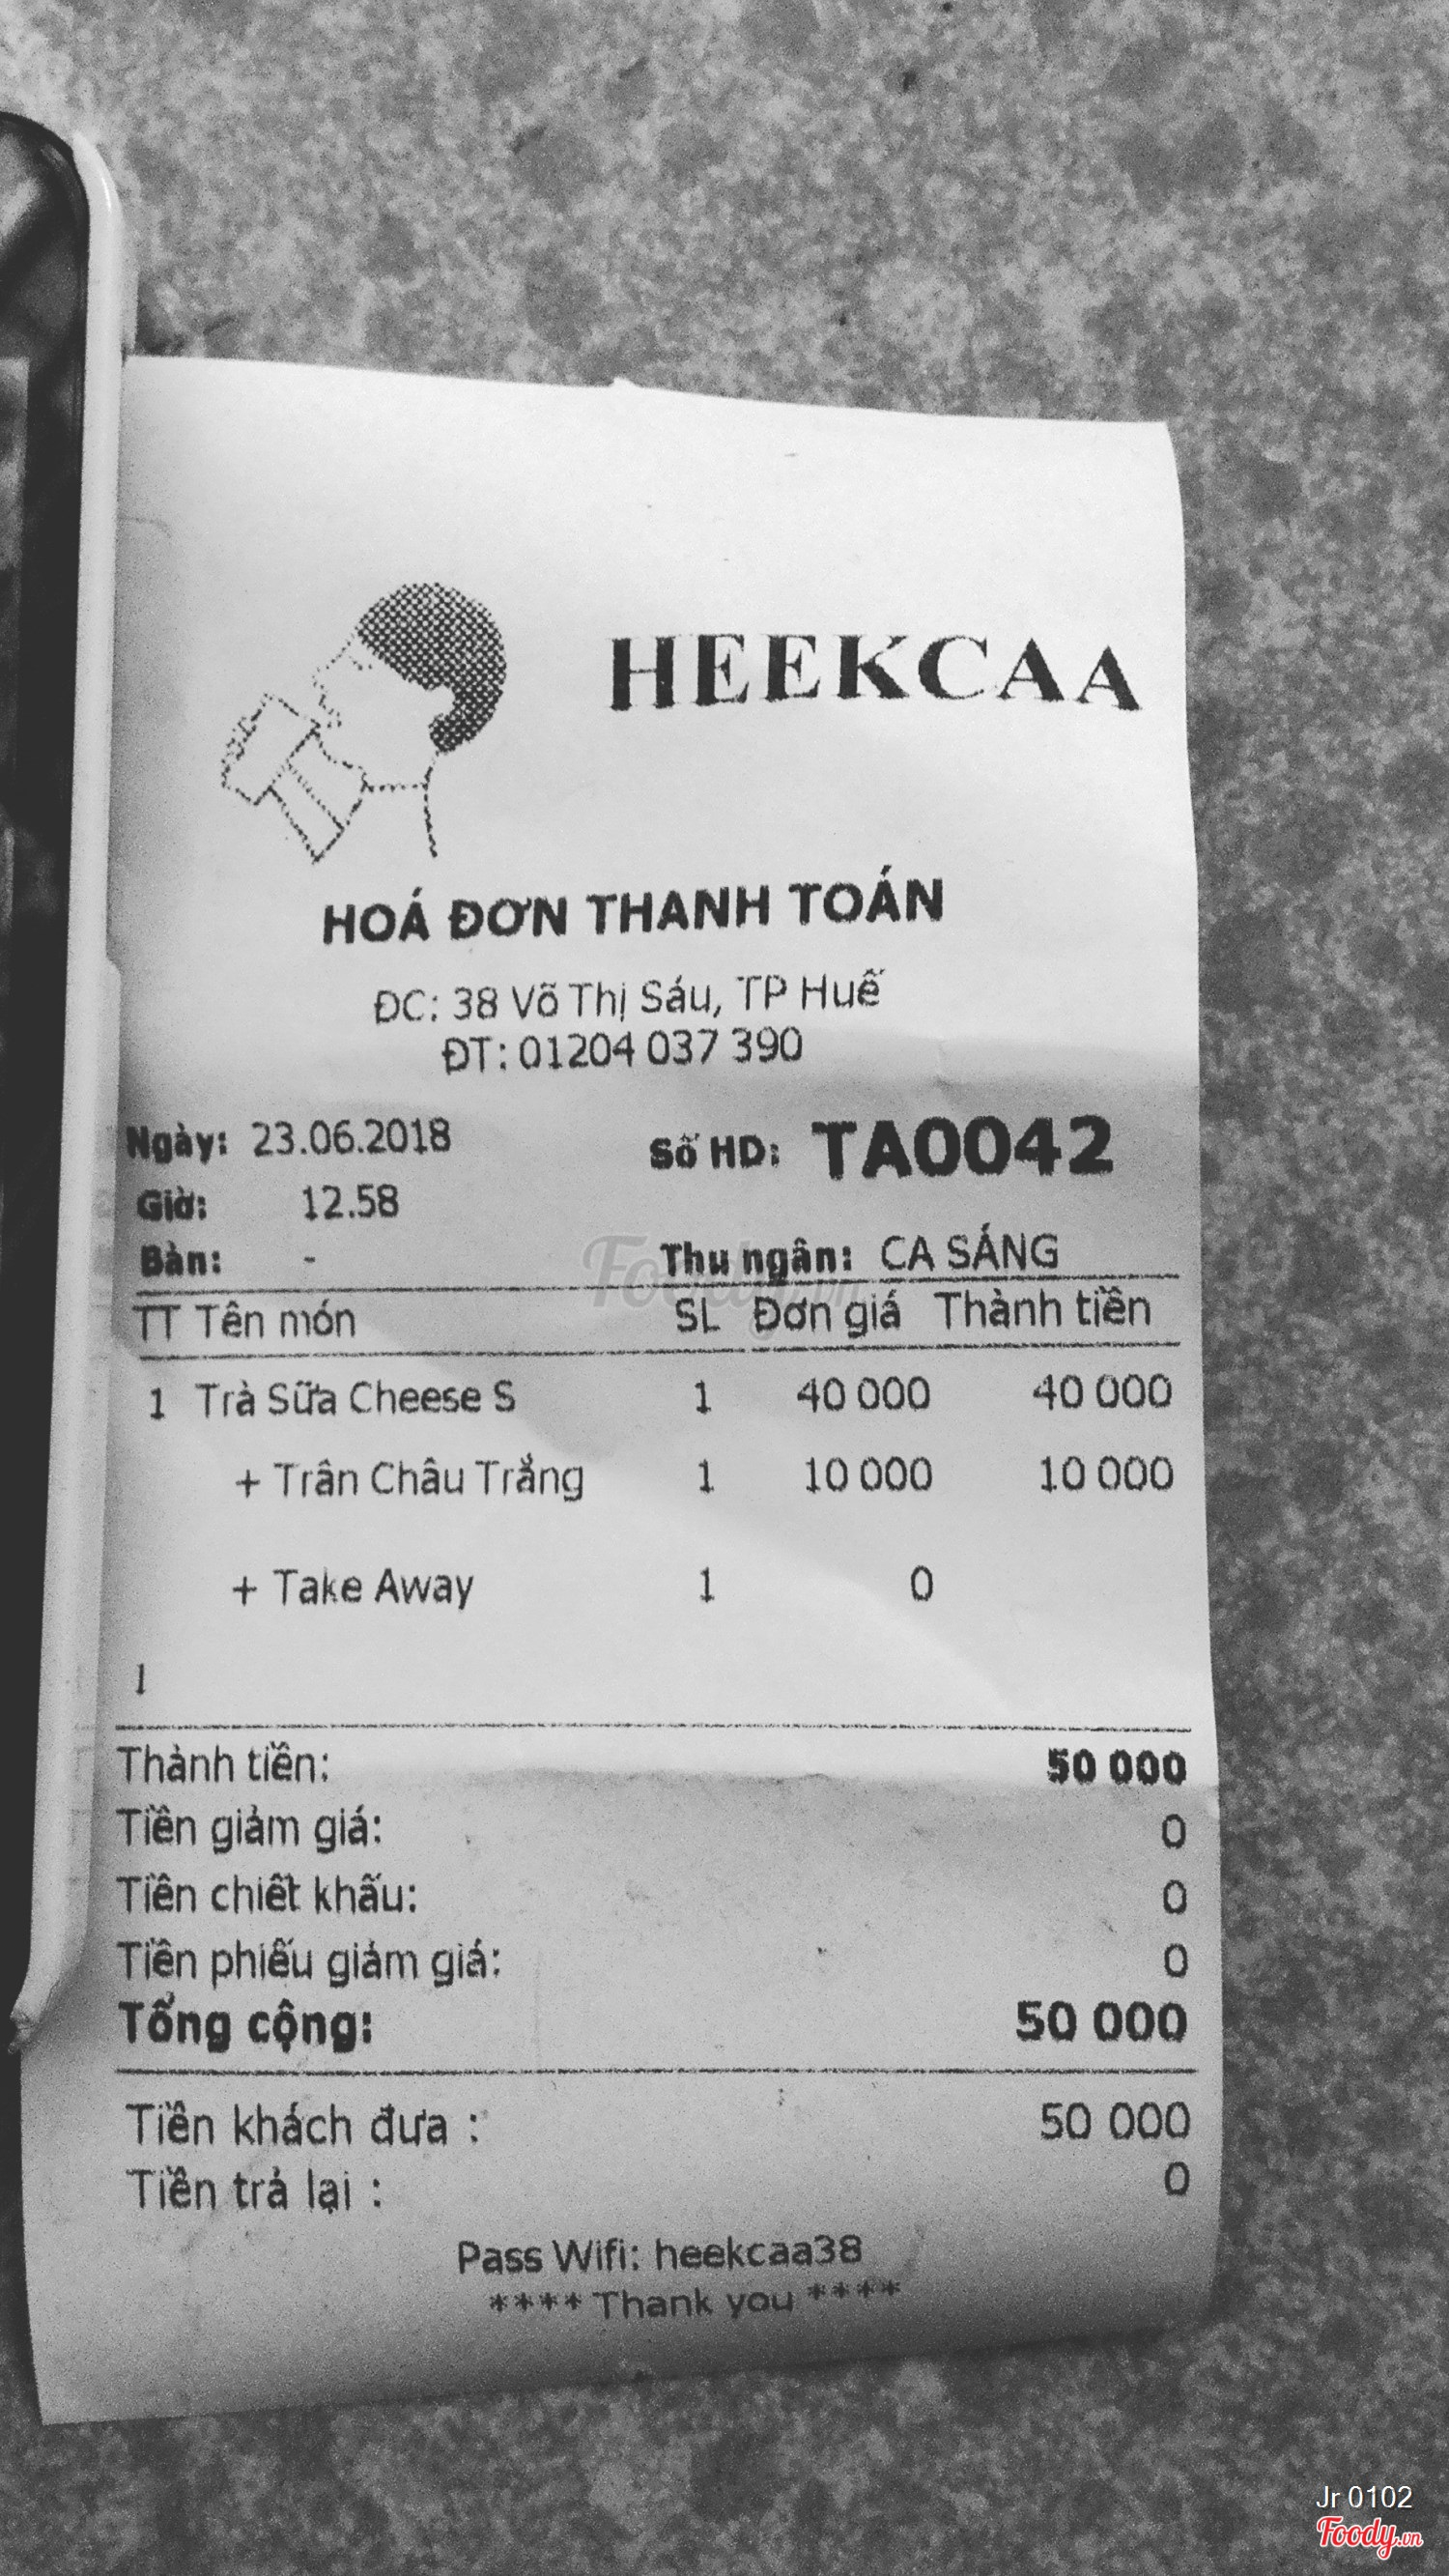 HEEKCAA
HOÁ ĐƠN THANH TOÁN
ĐC: 38 Võ Thị Sáu, TP Huế
ĐT: 01204 037 390
Ngày: 23.06.2018 Số HD: TA0042
Giờ: 12.58
Bàn: - Thu ngân: CA SÁNG
TT Tên món SL Đơn giá Thành tiền
1 Trà Sữa Cheese S 1 40 000 40 000
+ Trân Châu Trắng 1 10 000 10 000
+ Take Away 1 0
1
Thành tiền: 50 000
Tiền giảm giá: 0
Tiền chiết khấu: 0
Tiền phiếu giảm giá: 0
Tổng cộng: 50 000
Tiền khách đưa : 50 000
Tiền trả lại : 0
Pass Wifi: heekcaa38
**** Thank you ****
Foody.vn
Jr 0102
Foody.vn